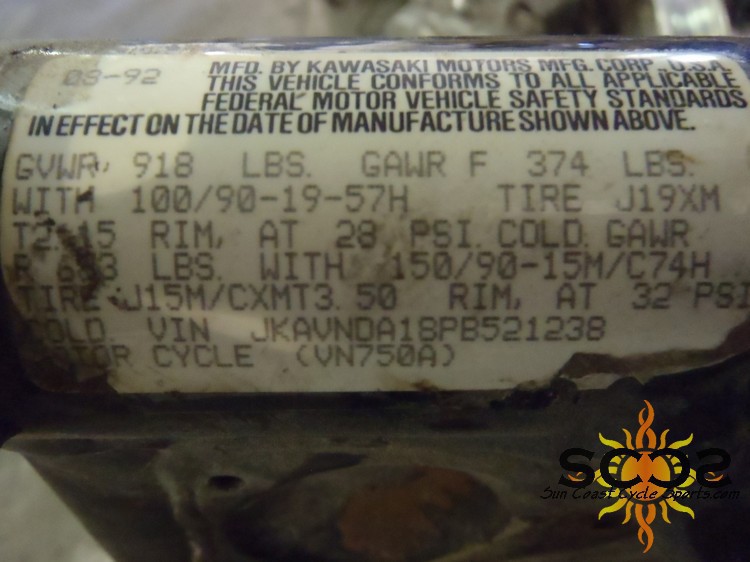 08-92 MFD. BY KAWASAKI MOTORS MFG. CORP. U.S.A.
THIS VEHICLE CONFORMS TO ALL APPLICABLE
FEDERAL MOTOR VEHICLE SAFETY STANDARDS
IN EFFECT ON THE DATE OF MANUFACTURE SHOWN ABOVE.
GVWR, 918 LBS. GAWR F 374 LBS.
WITH 100/90-19-57H TIRE J19XM
RIM, AT 28 PSI. COLD. GAWR
R LBS. WITH 150/90-15M/C74H
TIRE J15M/CXMT3.50 RIM, AT 32 PSI
COLD. VIN JKAVNDA18PB521238
MOTOR CYCLE (VN750A)
SCCS
Sun Coast Cycle Sports.com